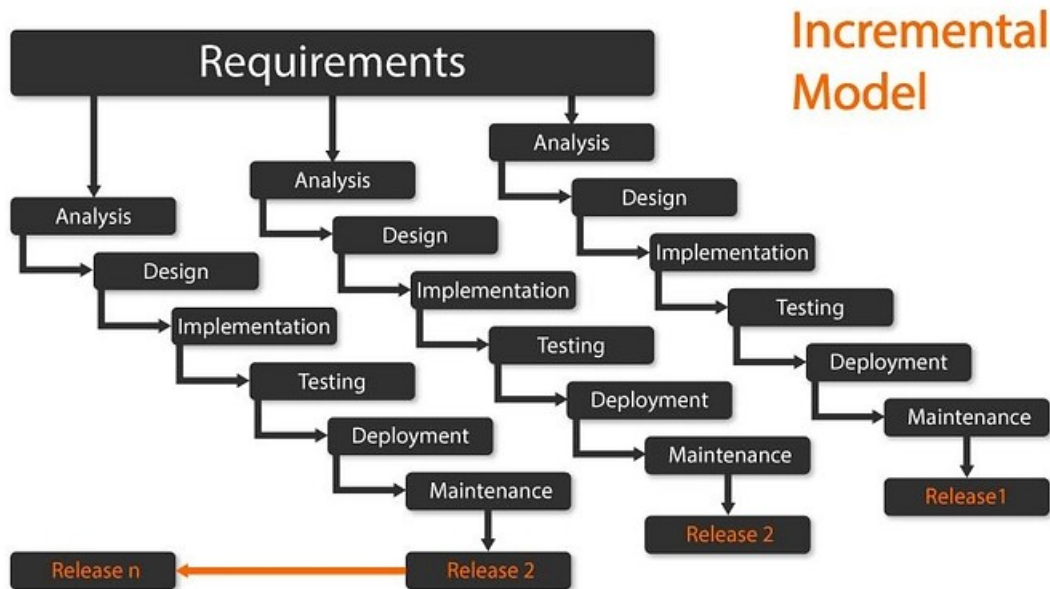 Incremental
Model
Requirements
Analysis
Design
Implementation
Testing
Deployment
Maintenance
Release 2
Release n
Analysis
Design
Implementation
Testing
Deployment
Maintenance
Release 2
Analysis
Design
Implementation
Testing
Deployment
Maintenance
Release1